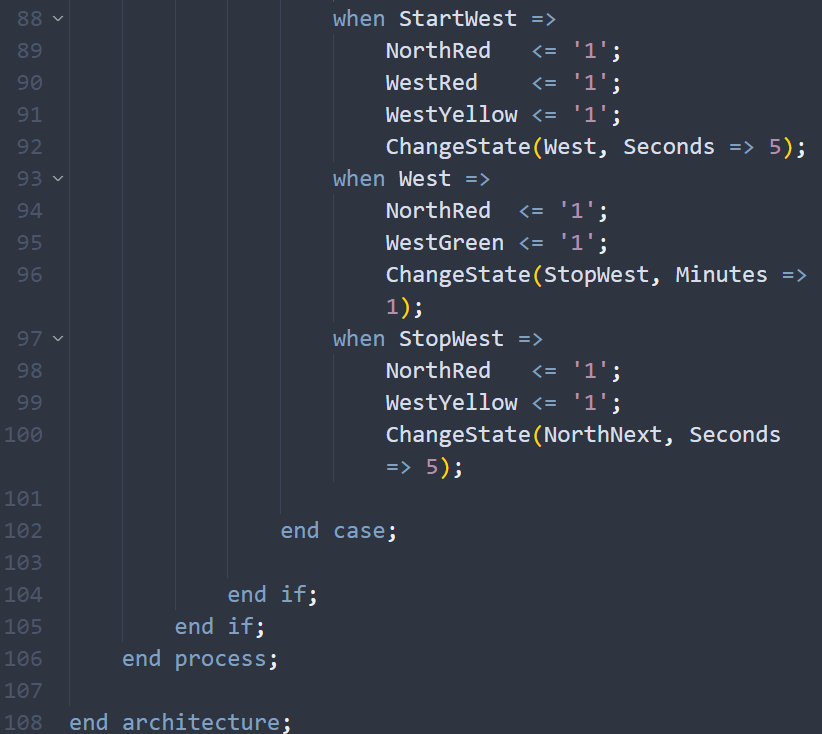 88 when StartWest =>
89 NorthRed   <= '1';
90 WestRed    <= '1';
91 WestYellow <= '1';
92 ChangeState(West, Seconds => 5);
93 when West =>
94 NorthRed  <= '1';
95 WestGreen <= '1';
96 ChangeState(StopWest, Minutes =>
1);
97 when StopWest =>
98 NorthRed   <= '1';
99 WestYellow <= '1';
100 ChangeState(NorthNext, Seconds
=> 5);
101
102 end case;
103
104 end if;
105 end if;
106 end process;
107
108 end architecture;